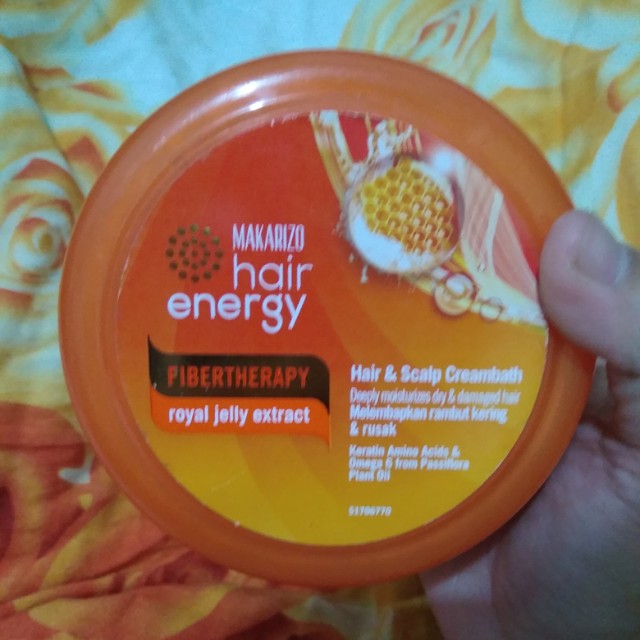 MAKARIZO
hair
energy
FIBERTHERAPY
royal jelly extract
Hair & Scalp Creambath
Deeply moisturizes dry & damaged hair
Melembapkan rambut kering
& rusak
Keratin Amino Acids &
Omega 6 from Passiflora
Plant Oil
51706770